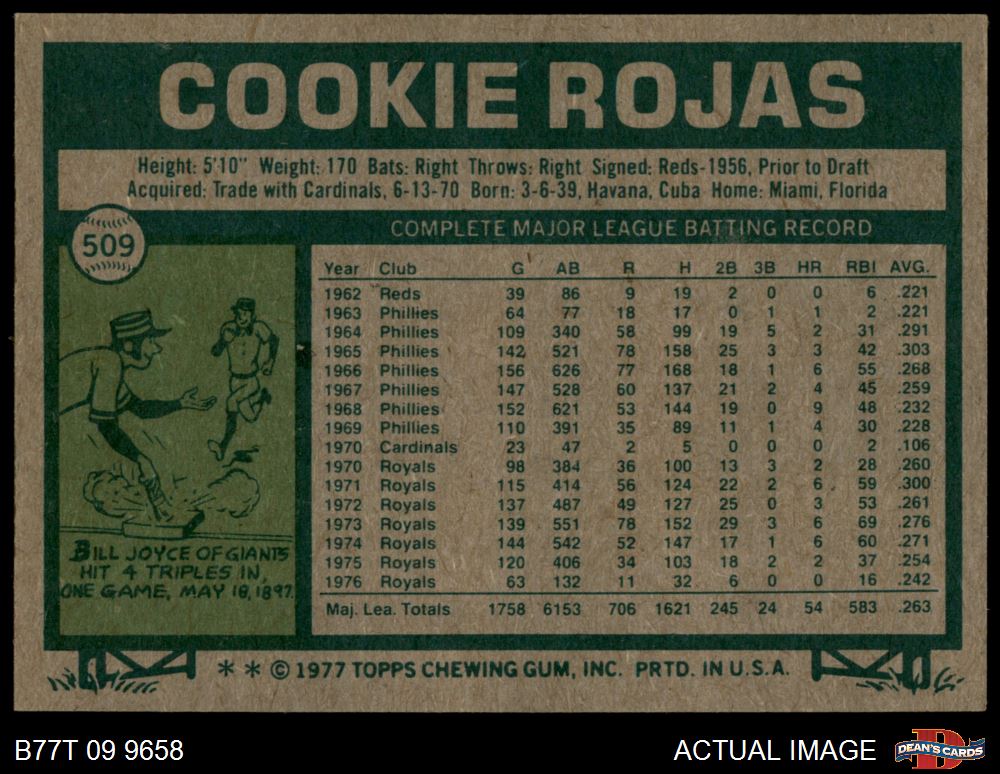 COOKIE ROJAS
Height: 5'10" Weight: 170 Bats: Right Throws: Right Signed: Reds-1956, Prior to Draft
Acquired: Trade with Cardinals, 6-13-70 Born: 3-6-39, Havana, Cuba Home: Miami, Florida
509
COMPLETE MAJOR LEAGUE BATTING RECORD
Year Club G AB R H 2B 3B HR RBI AVG.
1962 Reds 39 86 9 19 2 0 0 6 .221
1963 Phillies 64 77 18 17 0 1 1 2 .221
1964 Phillies 109 340 58 99 19 5 2 31 .291
1965 Phillies 142 521 78 158 25 3 3 42 .303
1966 Phillies 156 626 77 168 18 1 6 55 .268
1967 Phillies 147 528 60 137 21 2 4 45 .259
1968 Phillies 152 621 53 144 19 0 9 48 .232
1969 Phillies 110 391 35 89 11 1 4 30 .228
1970 Cardinals 23 47 2 5 0 0 0 2 .106
1970 Royals 98 384 36 100 13 3 2 28 .260
1971 Royals 115 414 56 124 22 2 6 59 .300
1972 Royals 137 487 49 127 25 0 3 53 .261
1973 Royals 139 551 78 152 29 3 6 69 .276
1974 Royals 144 542 52 147 17 1 6 60 .271
1975 Royals 120 406 34 103 18 2 2 37 .254
1976 Royals 63 132 11 32 6 0 0 16 .242
Maj. Lea. Totals 1758 6153 706 1621 245 24 54 583 .263
BILL JOYCE OF GIANTS
HIT 4 TRIPLES IN
ONE GAME, MAY 18, 1897.
* * © 1977 TOPPS CHEWING GUM, INC. PRTD. IN U.S.A.
B77T 09 9658
ACTUAL IMAGE
D
DEAN'S CARDS